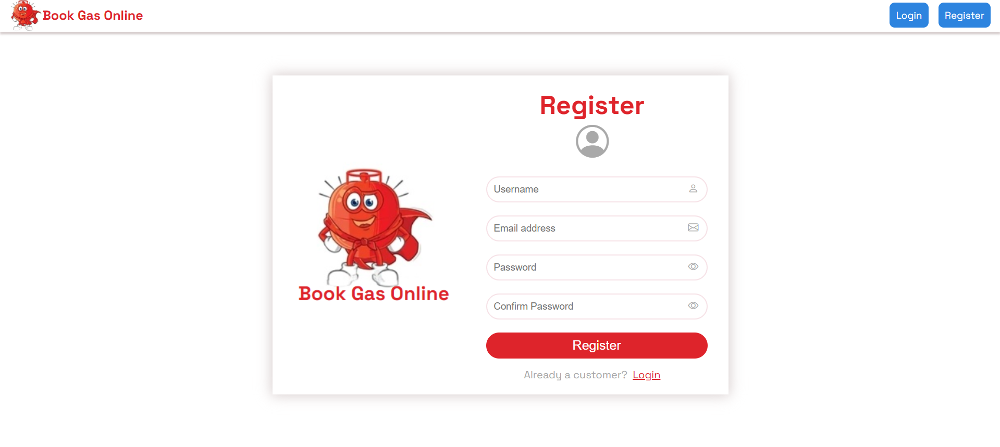 Book Gas Online
Login
Register
Register
Username
Email address
Password
Confirm Password
Register
Already a customer? Login
Book Gas Online